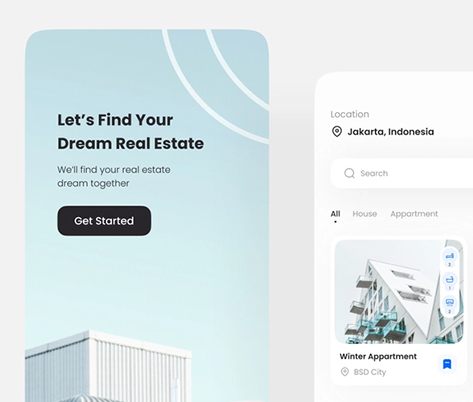 Let's Find Your
Dream Real Estate
We'll find your real estate
dream together
Get Started
Location
Jakarta, Indonesia
Search
All House Appartment
2
1
2
Winter Appartment
BSD City